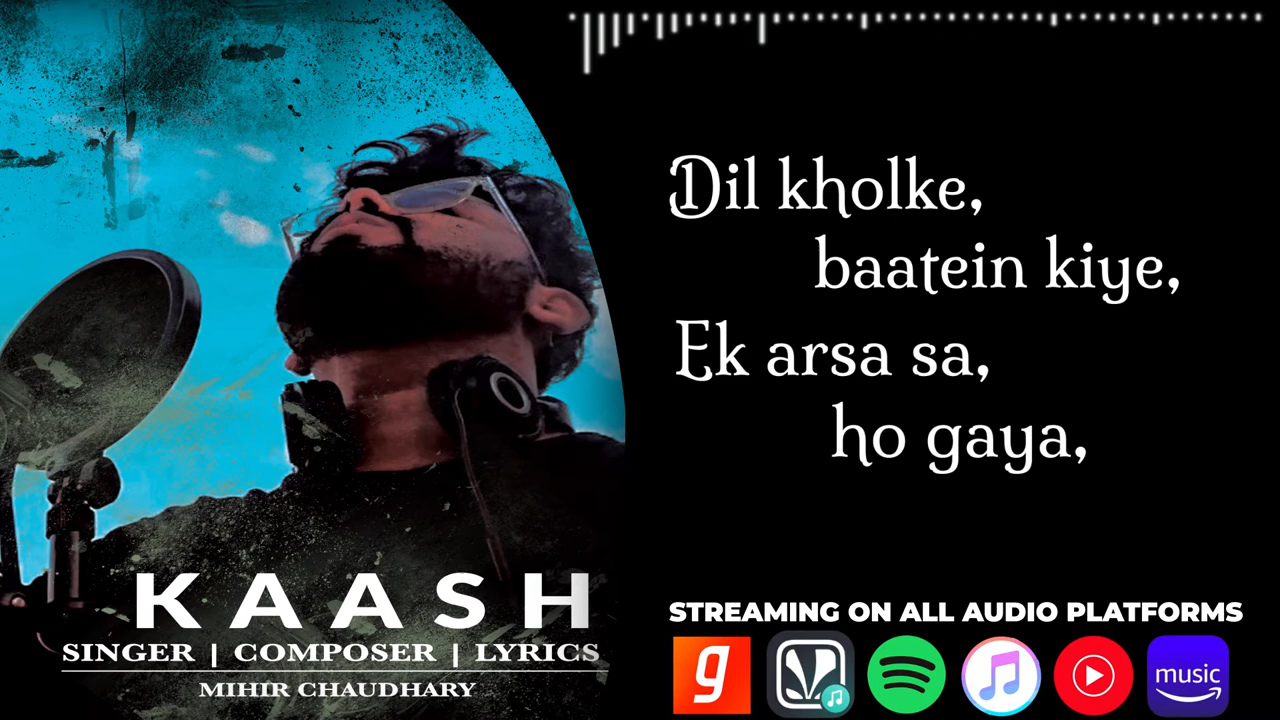 Dil kholke,
baatein kiye,
Ek arsa sa,
ho gaya,
KAASH
SINGER | COMPOSER | LYRICS
MIHIR CHAUDHARY
STREAMING ON ALL AUDIO PLATFORMS
g
music